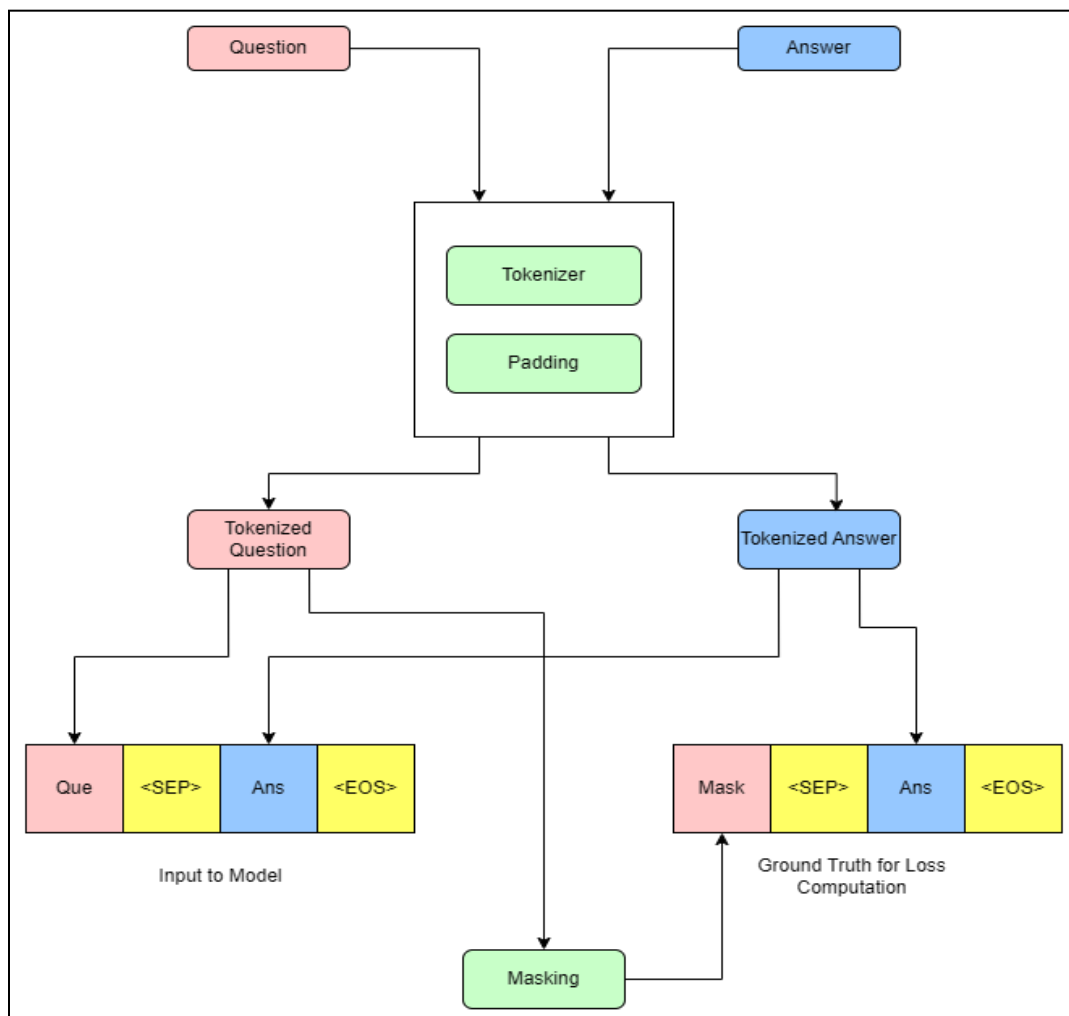 Question
Answer
Tokenizer
Padding
Tokenized
Question
Tokenized Answer
Que
<SEP>
Ans
<EOS>
Mask
<SEP>
Ans
<EOS>
Input to Model
Ground Truth for Loss
Computation
Masking